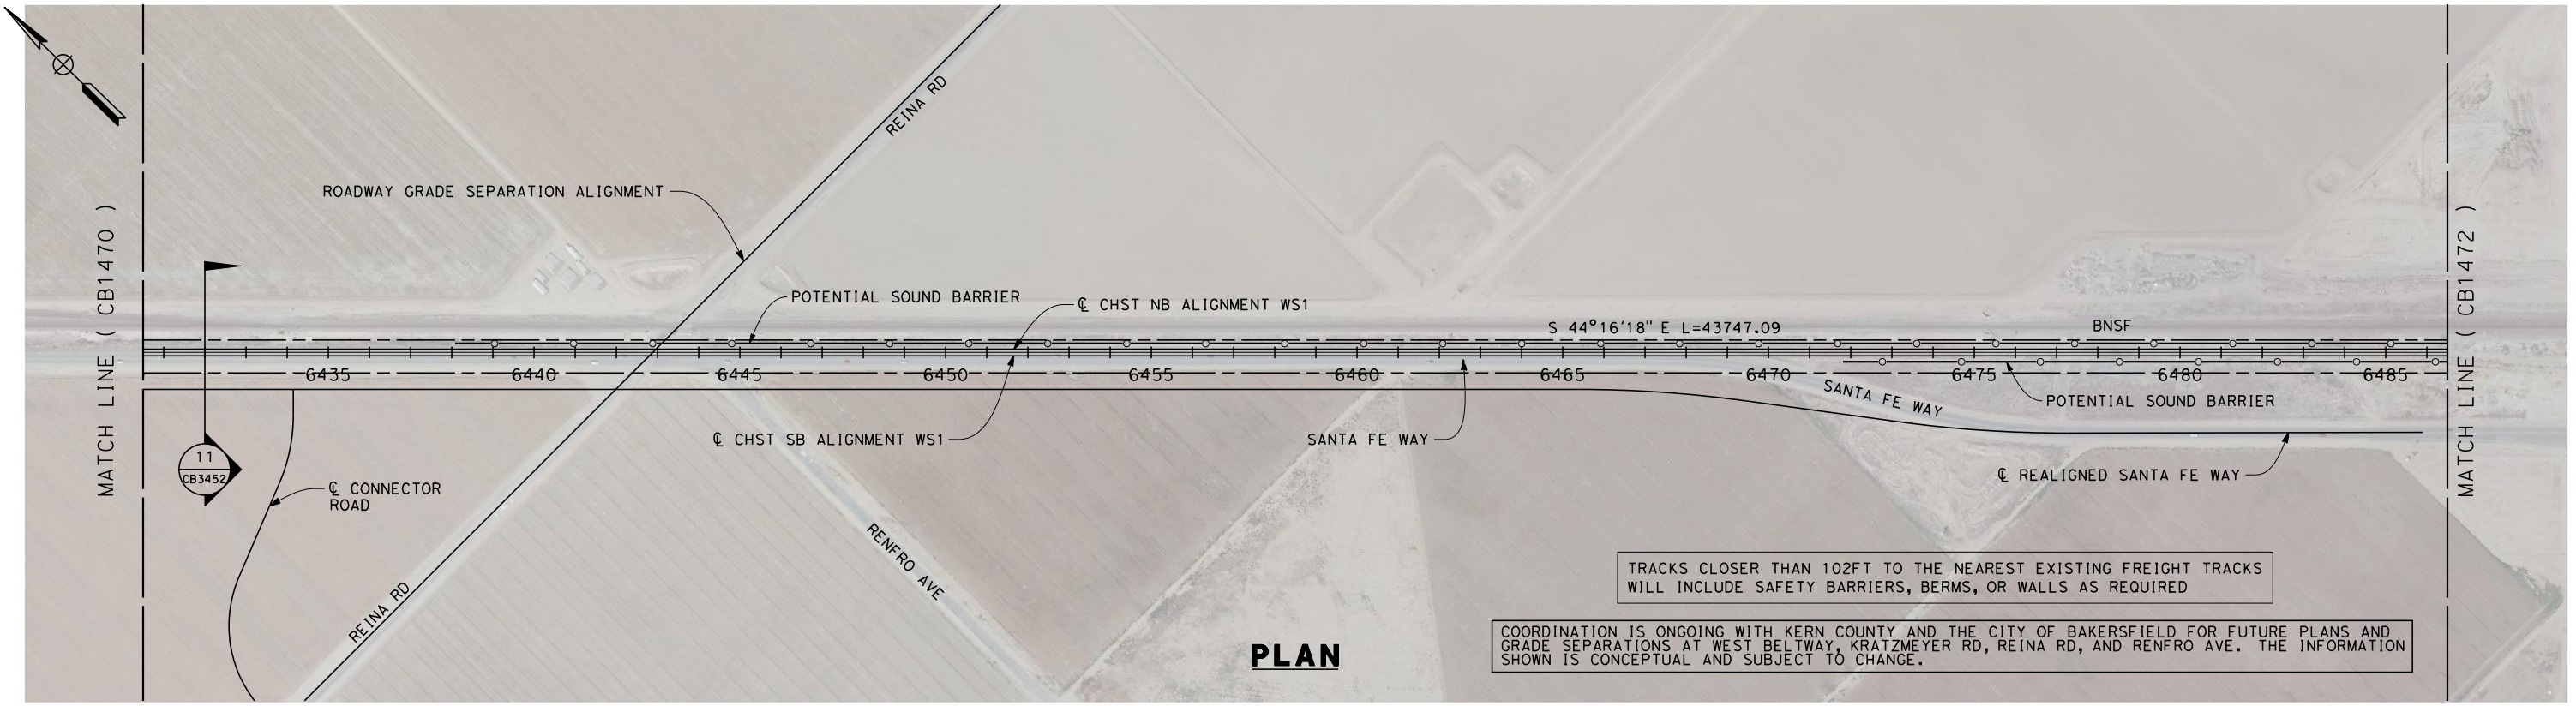 REINA RD
ROADWAY GRADE SEPARATION ALIGNMENT
MATCH LINE ( CB1470 )
MATCH LINE ( CB1472 )
POTENTIAL SOUND BARRIER
℄ CHST NB ALIGNMENT WS1
S 44°16'18" E L=43747.09
BNSF
6435 6440 6445 6450 6455 6460 6465 6470 6475 6480 6485
SANTA FE WAY
POTENTIAL SOUND BARRIER
℄ CHST SB ALIGNMENT WS1
SANTA FE WAY
11
CB3452
℄ CONNECTOR
ROAD
℄ REALIGNED SANTA FE WAY
RENFRO AVE
REINA RD
TRACKS CLOSER THAN 102FT TO THE NEAREST EXISTING FREIGHT TRACKS
WILL INCLUDE SAFETY BARRIERS, BERMS, OR WALLS AS REQUIRED
COORDINATION IS ONGOING WITH KERN COUNTY AND THE CITY OF BAKERSFIELD FOR FUTURE PLANS AND
GRADE SEPARATIONS AT WEST BELTWAY, KRATZMEYER RD, REINA RD, AND RENFRO AVE. THE INFORMATION
SHOWN IS CONCEPTUAL AND SUBJECT TO CHANGE.
PLAN